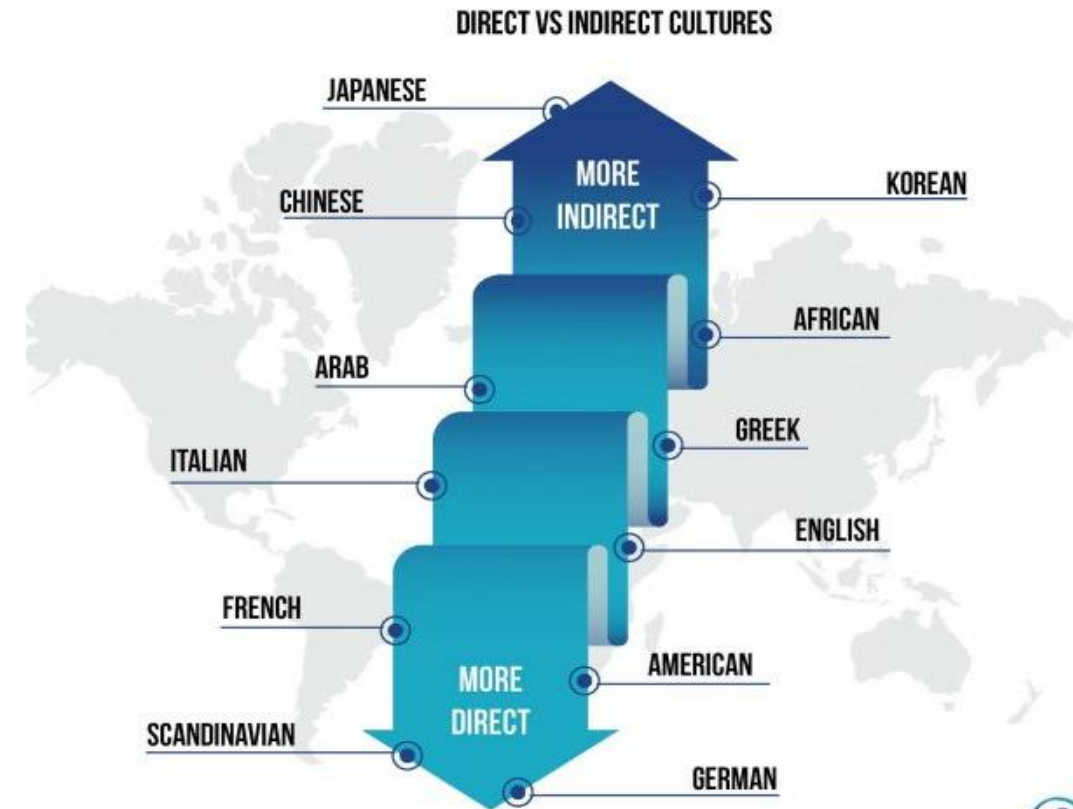 DIRECT VS INDIRECT CULTURES
JAPANESE
MORE
INDIRECT
KOREAN
CHINESE
AFRICAN
ARAB
GREEK
ITALIAN
ENGLISH
FRENCH
AMERICAN
MORE
DIRECT
SCANDINAVIAN
GERMAN